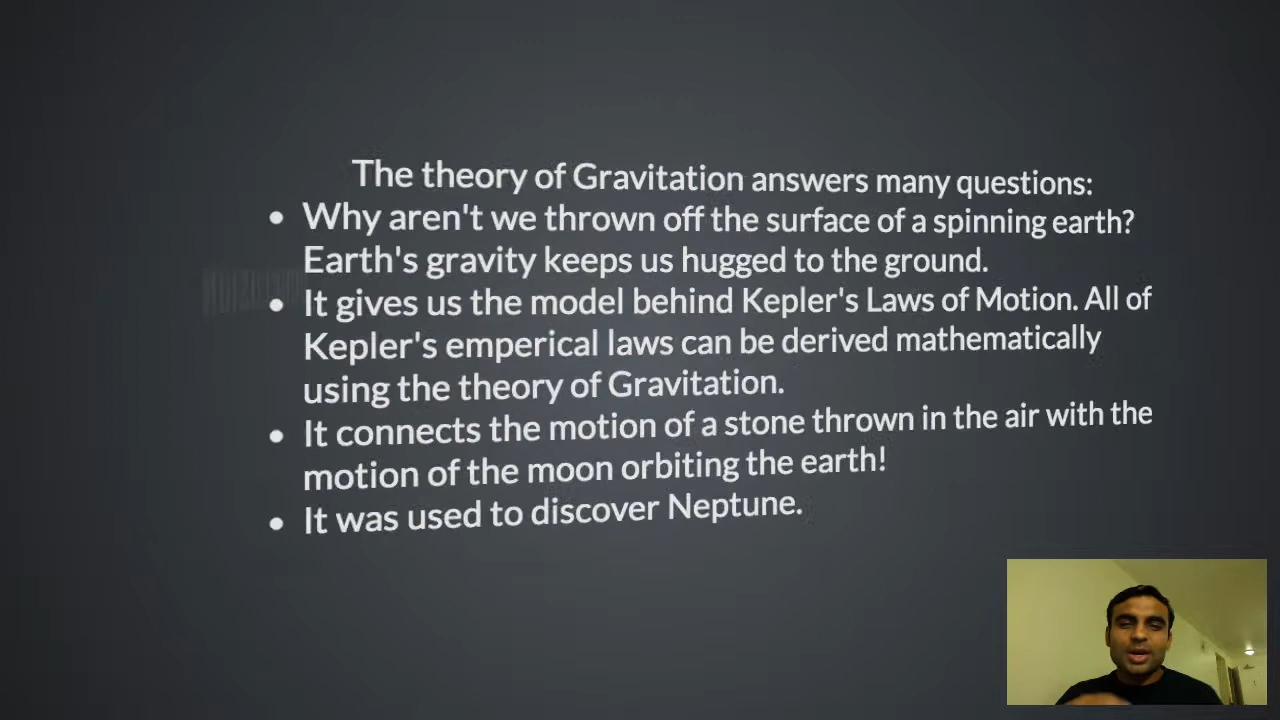 The theory of Gravitation answers many questions:
• Why aren't we thrown off the surface of a spinning earth?
Earth's gravity keeps us hugged to the ground.
• It gives us the model behind Kepler's Laws of Motion. All of
Kepler's emperical laws can be derived mathematically
using the theory of Gravitation.
• It connects the motion of a stone thrown in the air with the
motion of the moon orbiting the earth!
• It was used to discover Neptune.